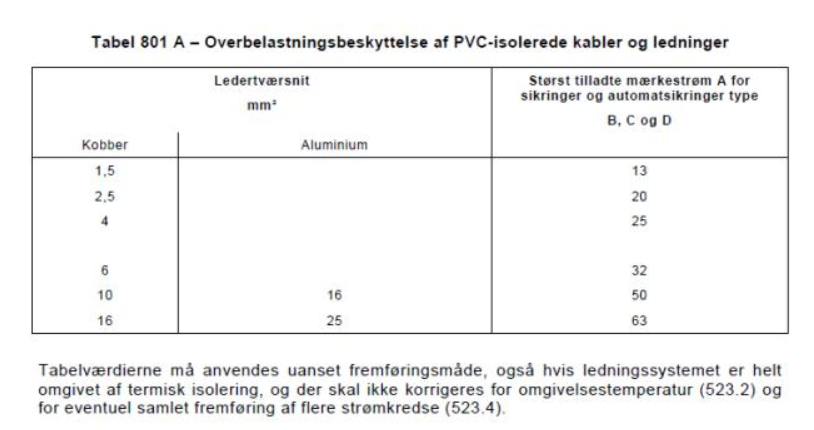 Tabel 801 A – Overbelastningsbeskyttelse af PVC-isolerede kabler og ledninger
Ledertværsnit
mm²
Størst tilladte mærkestrøm A for
sikringer og automatsikringer type
B, C og D
Kobber Aluminium
1,5 13
2,5 20
4 25
6 32
10 16 50
16 25 63
Tabelværdierne må anvendes uanset fremføringsmåde, også hvis ledningssystemet er helt
omgivet af termisk isolering, og der skal ikke korrigeres for omgivelsestemperatur (523.2) og
for eventuel samlet fremføring af flere strømkredse (523.4).